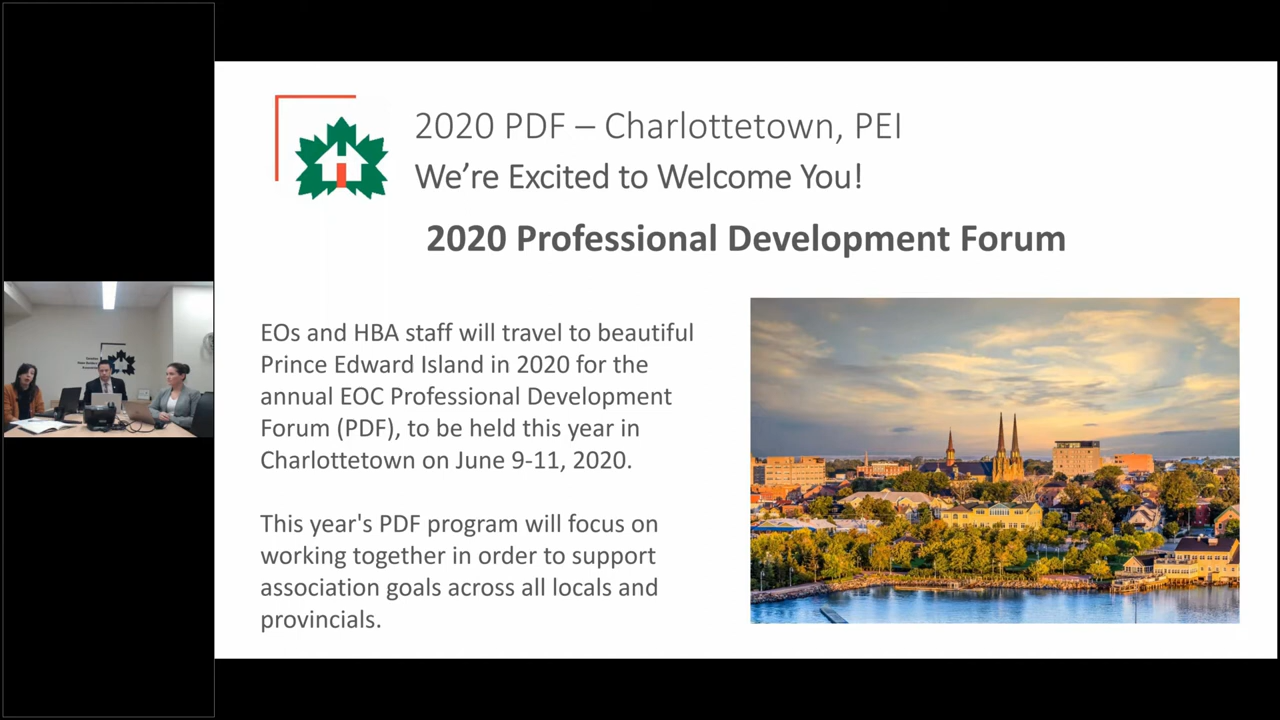 2020 PDF – Charlottetown, PEI
We’re Excited to Welcome You!
2020 Professional Development Forum
EOs and HBA staff will travel to beautiful
Prince Edward Island in 2020 for the
annual EOC Professional Development
Forum (PDF), to be held this year in
Charlottetown on June 9-11, 2020.
This year's PDF program will focus on
working together in order to support
association goals across all locals and
provincials.